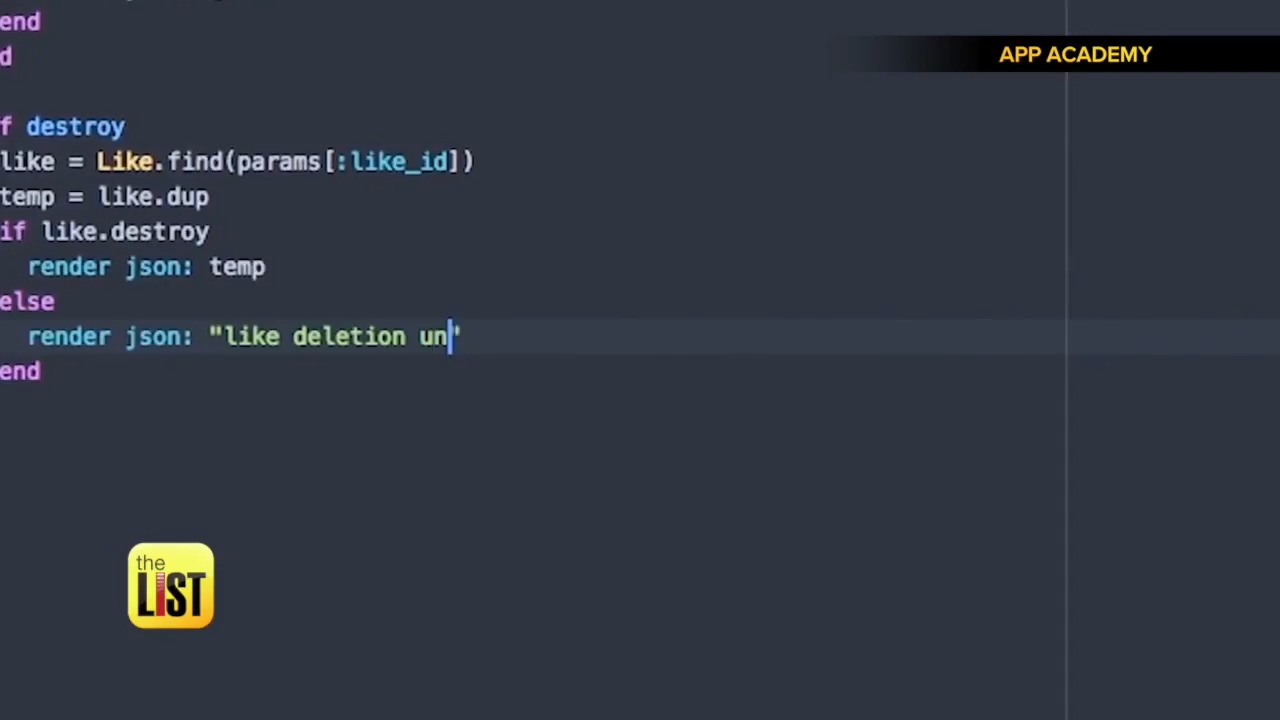 end
d
APP ACADEMY
f destroy
like = Like.find(params[:like_id])
temp = like.dup
if like.destroy
render json: temp
else
render json: "like deletion un"
end
the
LIST